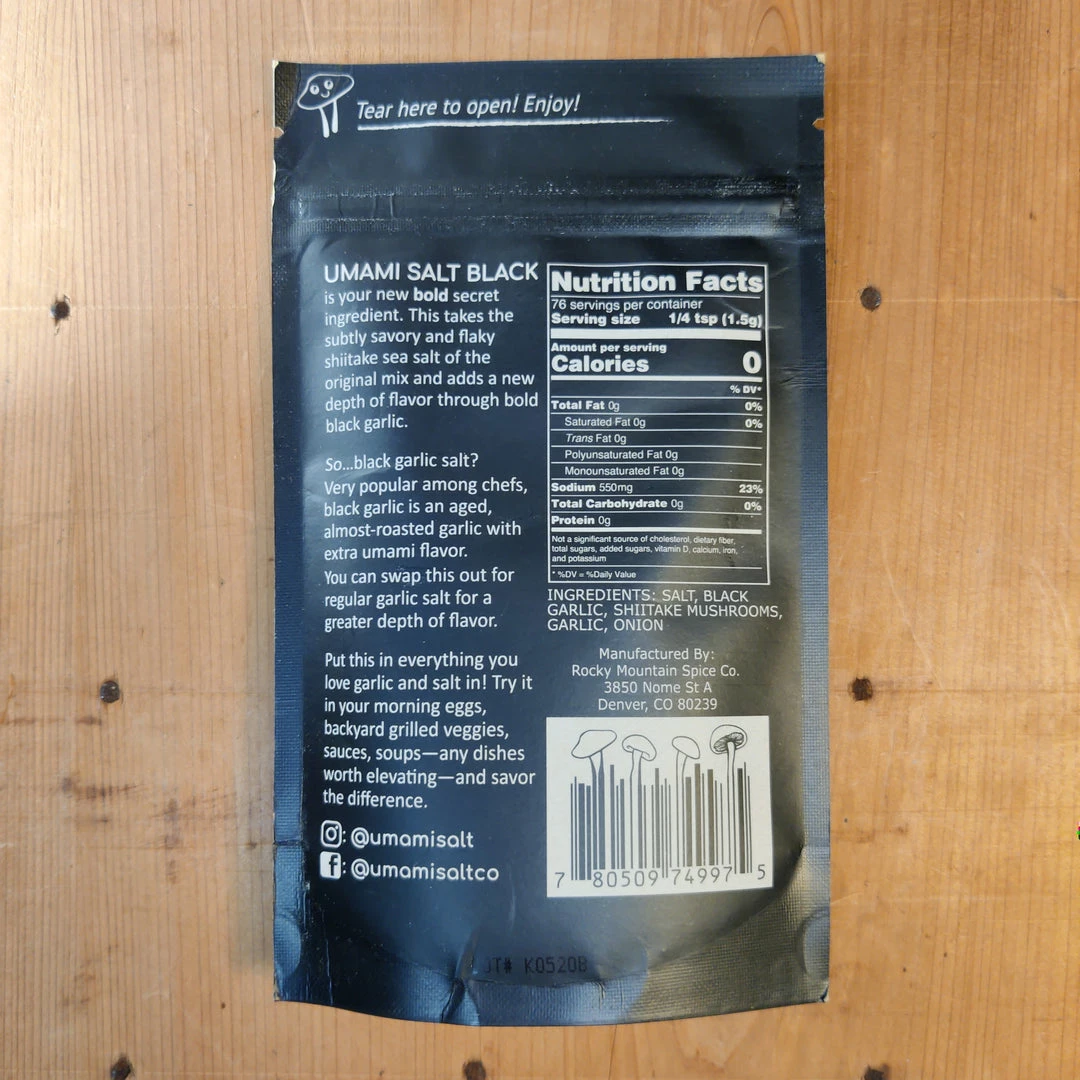 Tear here to open! Enjoy!
UMAMI SALT BLACK
is your new bold secret
ingredient. This takes the
subtly savory and flaky
shiitake sea salt of the
original mix and adds a new
depth of flavor through bold
black garlic.
So...black garlic salt?
Very popular among chefs,
black garlic is an aged,
almost-roasted garlic with
extra umami flavor.
You can swap this out for
regular garlic salt for a
greater depth of flavor.
Put this in everything you
love garlic and salt in! Try it
in your morning eggs,
backyard grilled veggies,
sauces, soups—any dishes
worth elevating—and savor
the difference.
: @umamisalt
: @umamisaltco
Nutrition Facts
76 servings per container
Serving size 1/4 tsp (1.5g)
Amount per serving
Calories 0
% DV*
Total Fat 0g 0%
Saturated Fat 0g 0%
Trans Fat 0g
Polyunsaturated Fat 0g
Monounsaturated Fat 0g
Sodium 550mg 23%
Total Carbohydrate 0g 0%
Protein 0g
Not a significant source of cholesterol, dietary fiber,
total sugars, added sugars, vitamin D, calcium, iron,
and potassium
* %DV = %Daily Value
INGREDIENTS: SALT, BLACK
GARLIC, SHIITAKE MUSHROOMS,
GARLIC, ONION
Manufactured By:
Rocky Mountain Spice Co.
3850 Nome St A
Denver, CO 80239
7 80509 74997 5
K0520B